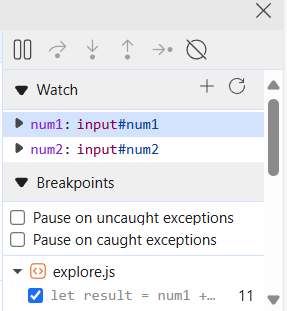 Watch
num1: input#num1
num2: input#num2
Breakpoints
Pause on uncaught exceptions
Pause on caught exceptions
explore.js
let result = num1 +… 11